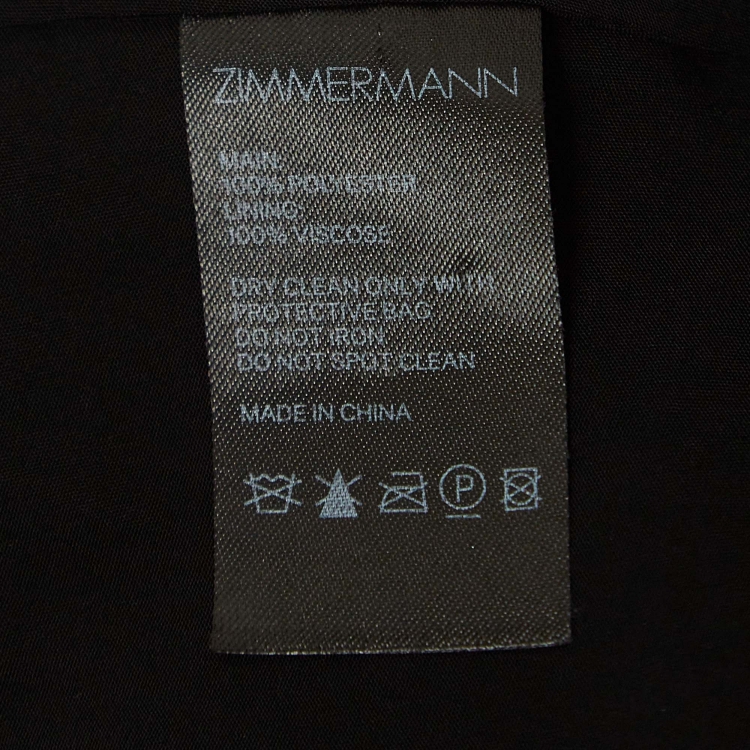 ZIMMERMANN
MAIN:
100% POLYESTER
LINING:
100% VISCOSE
DRY CLEAN ONLY WITH
PROTECTIVE BAG
DO NOT IRON
DO NOT SPOT CLEAN
MADE IN CHINA
P